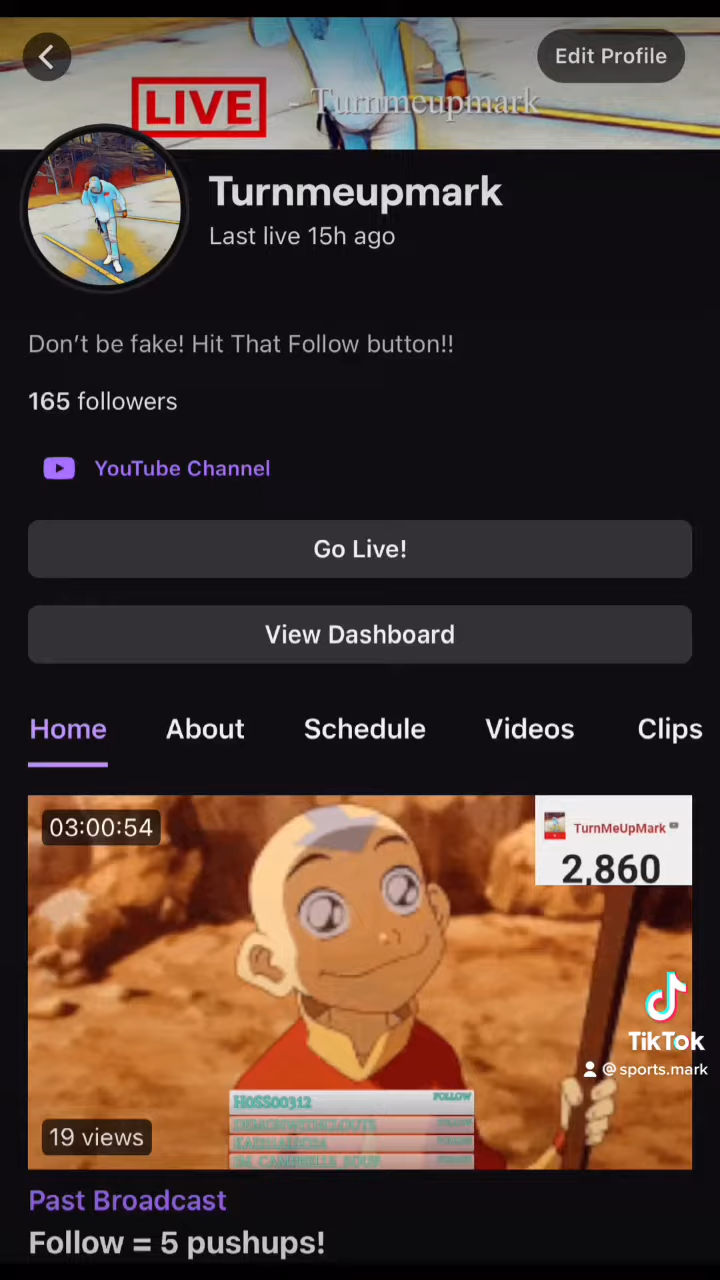 Edit Profile
LIVE - Turnmeupmark
Turnmeupmark
Last live 15h ago
Don't be fake! Hit That Follow button!!
165 followers
YouTube Channel
Go Live!
View Dashboard
Home About Schedule Videos Clips
03:00:54
TurnMeUpMark
2,860
TikTok
@sports.mark
H0SS00312 FOLLOW
19 views
Past Broadcast
Follow = 5 pushups!